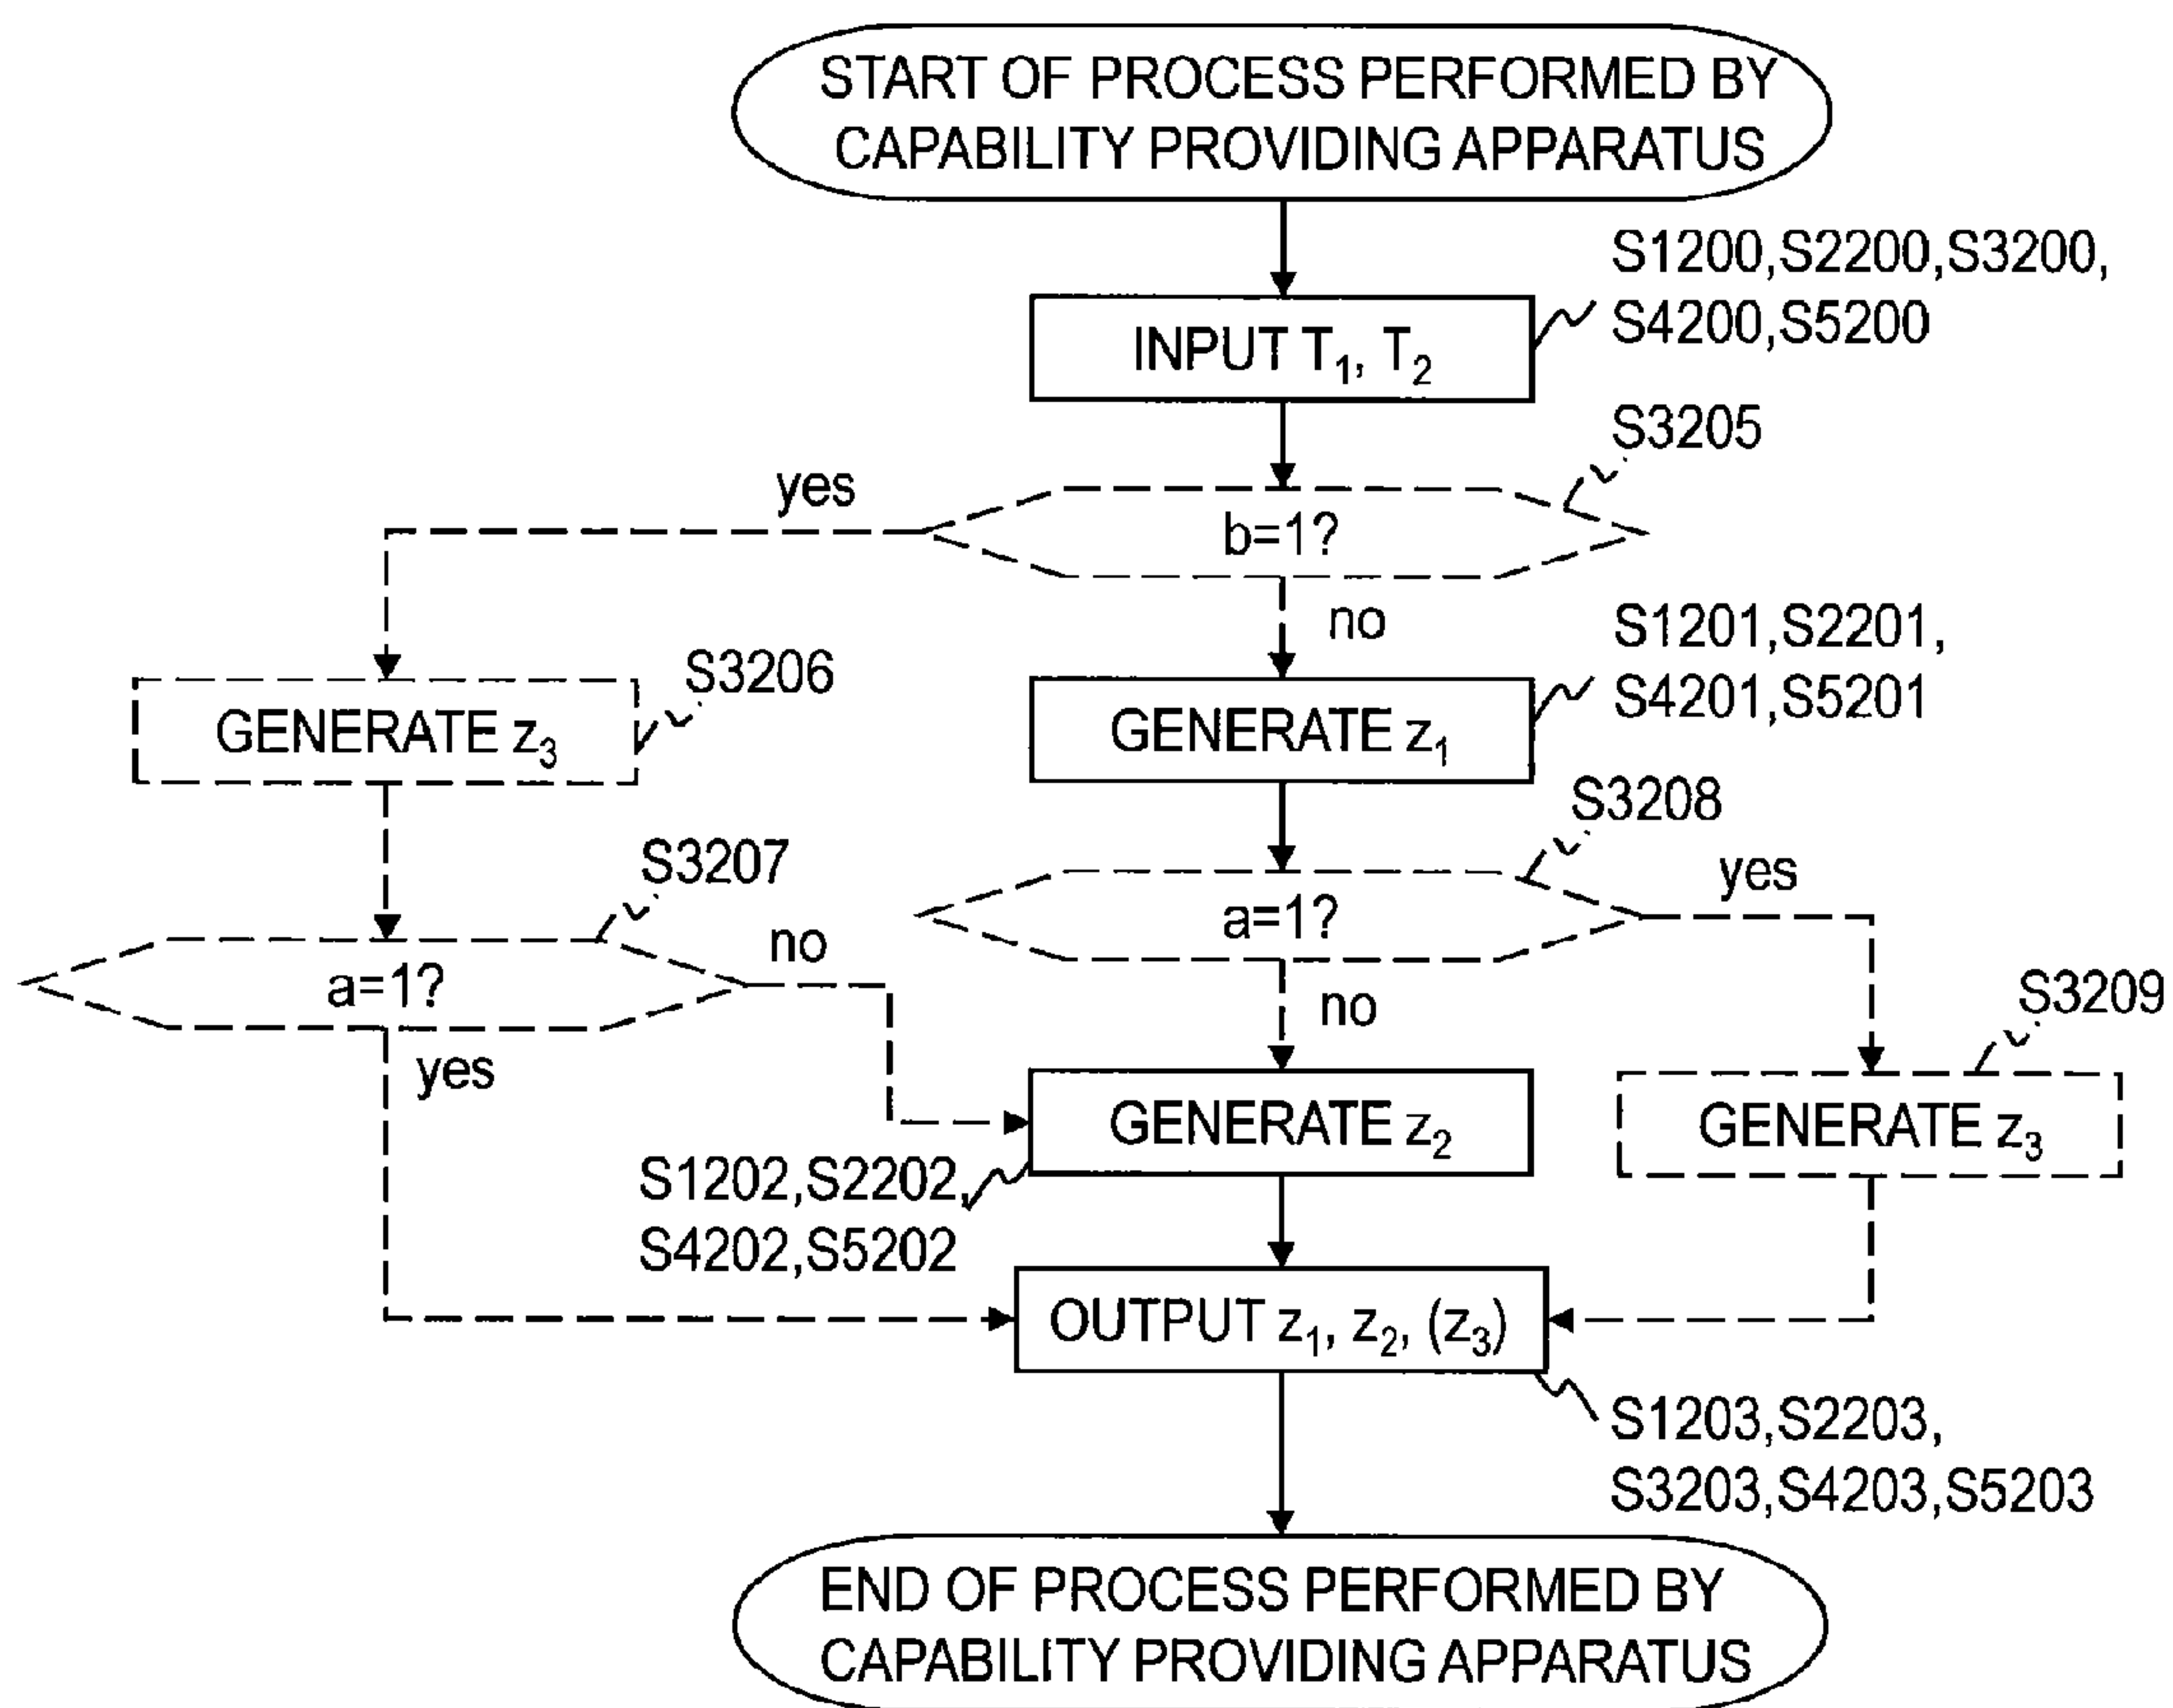 START OF PROCESS PERFORMED BY
CAPABILITY PROVIDING APPARATUS
S1200,S2200,S3200,
S4200,S5200
INPUT T₁, T₂
S3205
yes
b=1?
no
S1201,S2201,
S4201,S5201
S3206
GENERATE z₃
GENERATE z₁
S3208
S3207
yes
a=1?
no
a=1?
no
S3209
yes
GENERATE z₂
GENERATE z₃
S1202,S2202,
S4202,S5202
OUTPUT z₁, z₂, (z₃)
S1203,S2203,
S3203,S4203,S5203
END OF PROCESS PERFORMED BY
CAPABILITY PROVIDING APPARATUS